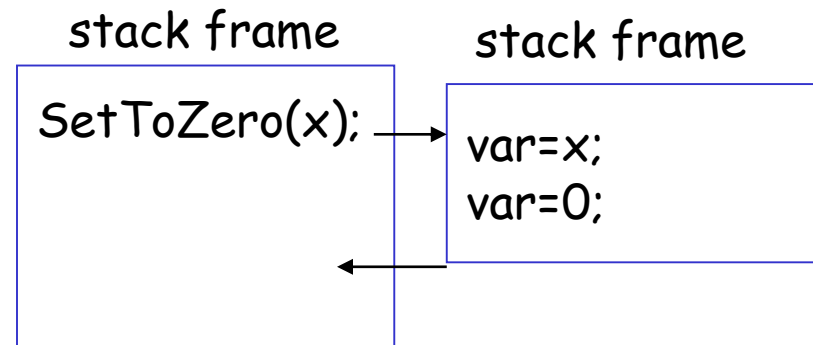 stack frame
SetToZero(x);
stack frame
var=x;
var=0;